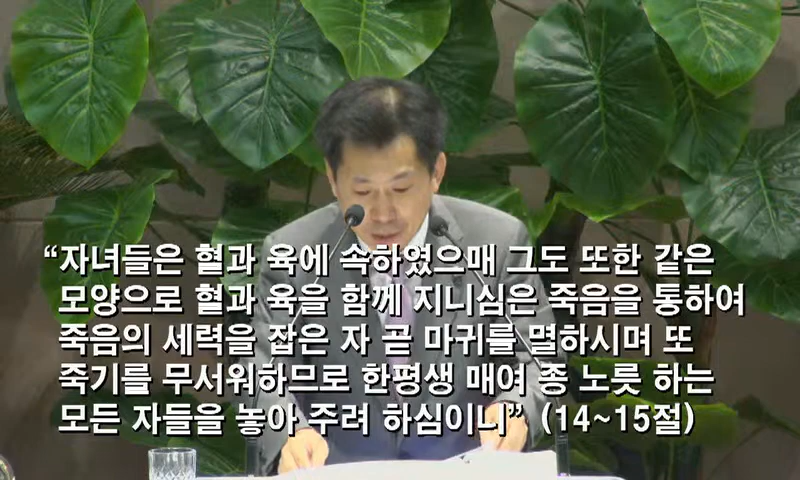 “자녀들은 혈과 육에 속하였으매 그도 또한 같은
모양으로 혈과 육을 함께 지니심은 죽음을 통하여
죽음의 세력을 잡은 자 곧 마귀를 멸하시며 또
죽기를 무서워하므로 한평생 매여 종 노릇 하는
모든 자들을 놓아 주려 하심이니” (14~15절)